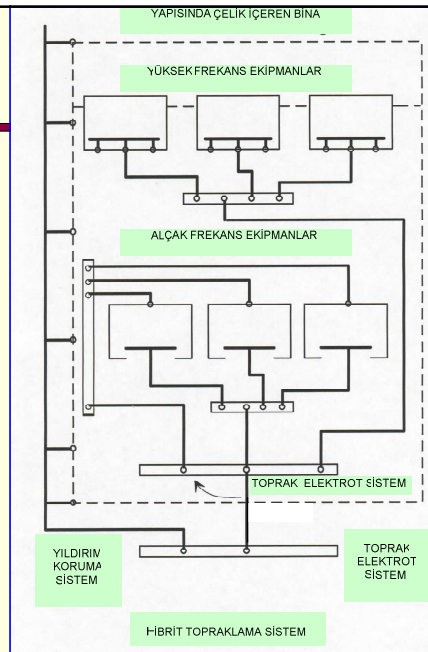 YAPISINDA ÇELİK İÇEREN BİNA
YÜKSEK FREKANS EKİPMANLAR
ALÇAK FREKANS EKİPMANLAR
TOPRAK ELEKTROT SİSTEM
YILDIRIM
KORUMA
SİSTEM
TOPRAK
ELEKTROT
SİSTEM
HİBRİT TOPRAKLAMA SİSTEM